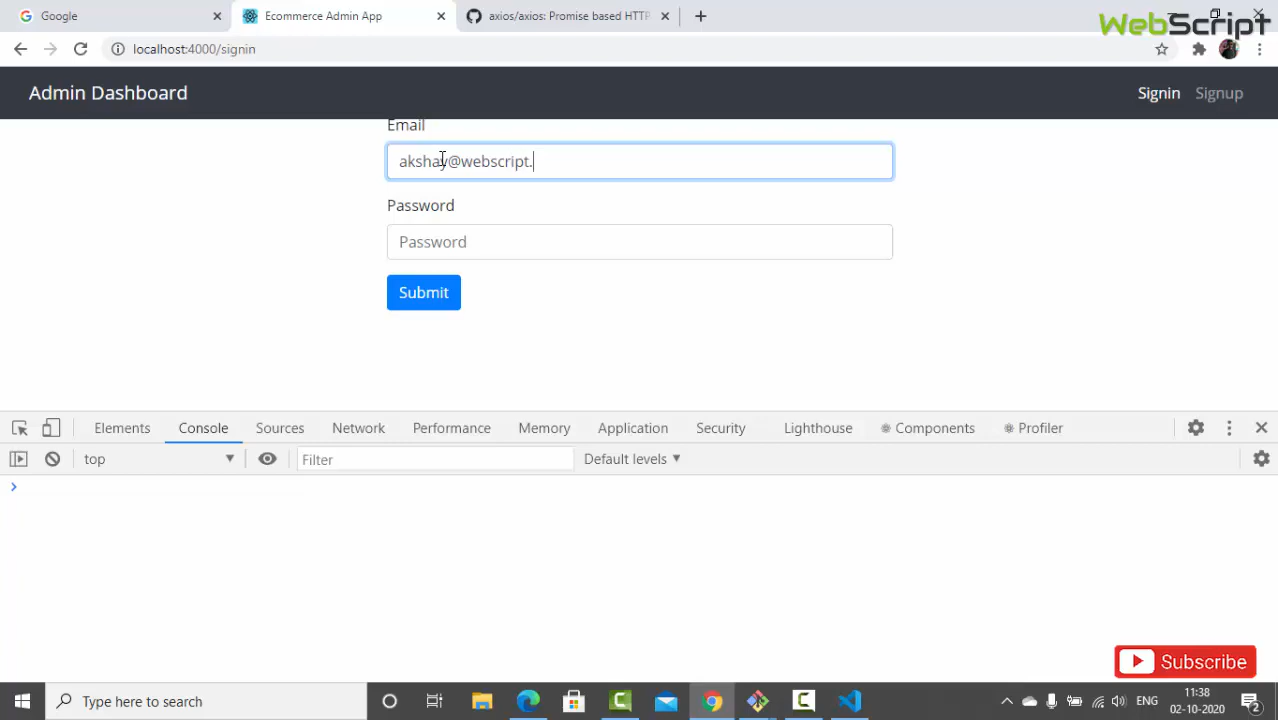 Google
Ecommerce Admin App
axios/axios: Promise based HTTP
WebScript
localhost:4000/signin
Admin Dashboard
Signin
Signup
Email
akshay@webscript.
Password
Password
Submit
Elements
Console
Sources
Network
Performance
Memory
Application
Security
Lighthouse
Components
Profiler
top
Filter
Default levels
Subscribe
Type here to search
ENG
11:38
02-10-2020
2